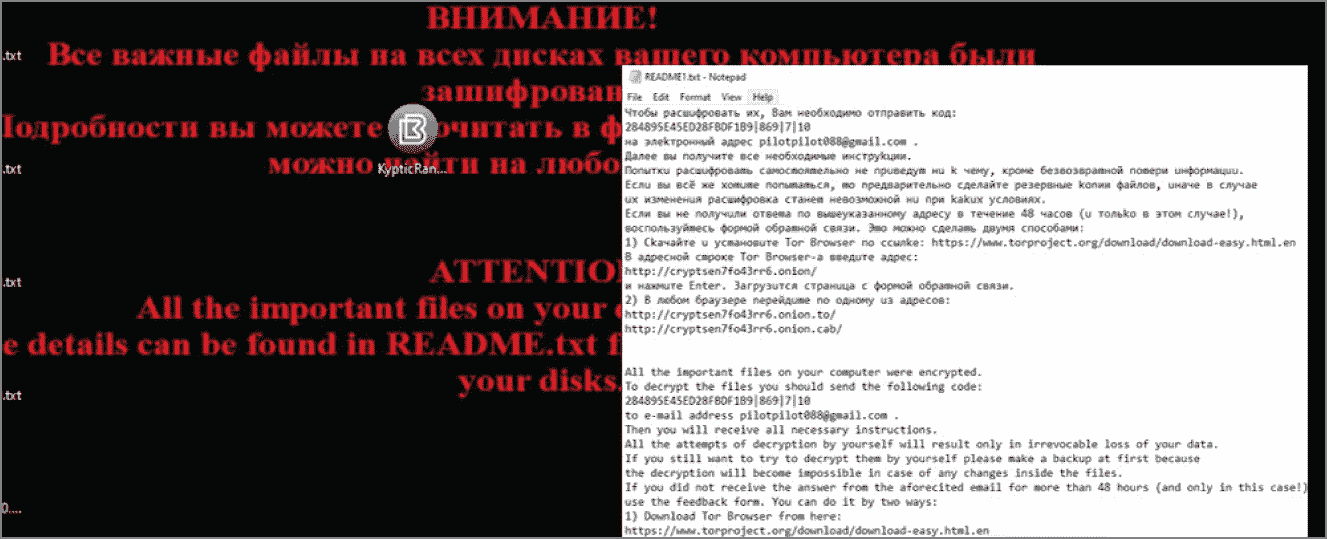 ВНИМАНИЕ!
.txt
Все важные файлы на всех дисках вашего компьютера были
зашифрован
Подробности вы можете
очитать в ф
можно найти на любо
.txt
KypticRan...
.txt
ATTENTIO
All the important files on your
e details can be found in README.txt f
your disks.
.txt
0....
README1.txt - Notepad
File Edit Format View Help
Чтобы расшифровать их, Вам необходимо отправить код:
284895E45ED28FBDF1B9|869|7|10
на электронный адрес pilotpilot088@gmail.com .
Далее вы получите все необходимые инструкции.
Попытки расшифровать самостоятельно не приведут ни к чему, кроме безвозвратной потери информации.
Если вы всё же хотите попытаться, то предварительно сделайте резервные копии файлов, иначе в случае
их изменения расшифровка станет невозможной ни при каких условиях.
Если вы не получили ответа по вышеуказанному адресу в течение 48 часов (и только в этом случае!),
воспользуйтесь формой обратной связи. Это можно сделать двумя способами:
1) Скачайте и установите Tor Browser по ссылке: https://www.torproject.org/download/download-easy.html.en
В адресной строке Tor Browser-а введите адрес:
http://cryptsen7fo43rr6.onion/
и нажмите Enter. Загрузится страница с формой обратной связи.
2) В любом браузере перейдите по одному из адресов:
http://cryptsen7fo43rr6.onion.to/
http://cryptsen7fo43rr6.onion.cab/
All the important files on your computer were encrypted.
To decrypt the files you should send the following code:
284895E45ED28FBDF1B9|869|7|10
to e-mail address pilotpilot088@gmail.com .
Then you will receive all necessary instructions.
All the attempts of decryption by yourself will result only in irrevocable loss of your data.
If you still want to try to decrypt them by yourself please make a backup at first because
the decryption will become impossible in case of any changes inside the files.
If you did not receive the answer from the aforecited email for more than 48 hours (and only in this case!)
use the feedback form. You can do it by two ways:
1) Download Tor Browser from here:
https://www.torproject.org/download/download-easy.html.en